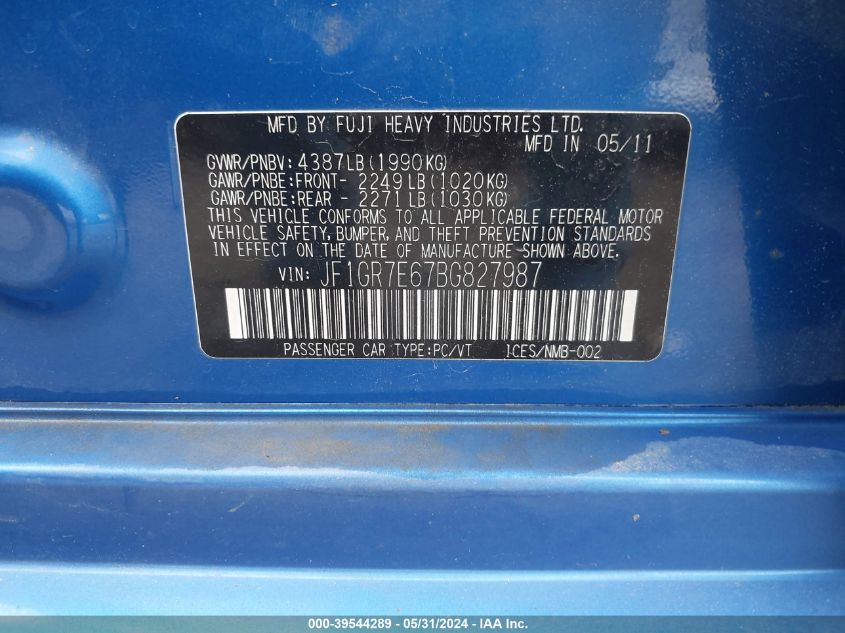 MFD BY FUJI HEAVY INDUSTRIES LTD.
MFD IN 05/11
GVWR/PNBV: 4387LB(1990KG)
GAWR/PNBE:FRONT- 2249LB(1020KG)
GAWR/PNBE:REAR - 2271LB(1030KG)
THIS VEHICLE CONFORMS TO ALL APPLICABLE FEDERAL MOTOR
VEHICLE SAFETY, BUMPER, AND THEFT PREVENTION STANDARDS
IN EFFECT ON THE DATE OF MANUFACTURE SHOWN ABOVE.
VIN: JF1GR7E67BG827987
PASSENGER CAR TYPE:PC/VT ICES/NMB-002
000-39544289 - 05/31/2024 - IAA Inc.